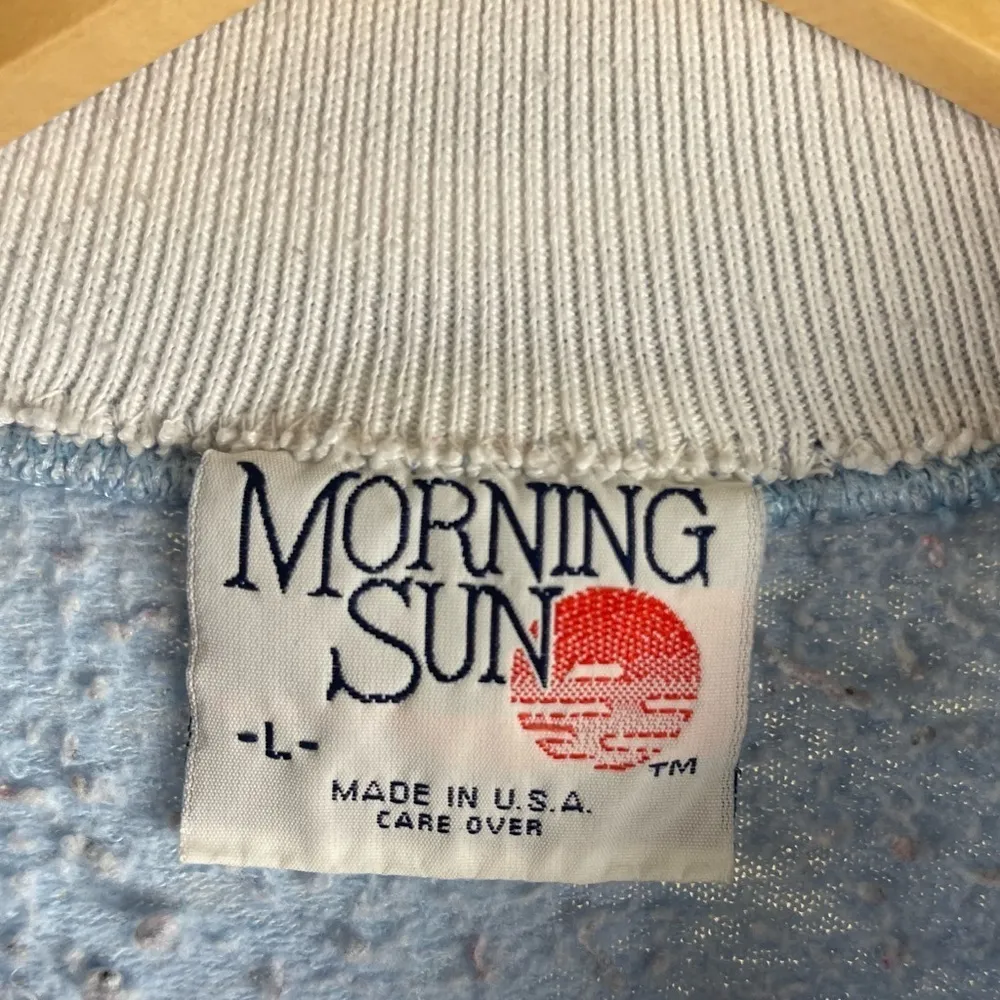 MORNING
SUN
-L-
TM
MADE IN U.S.A.
CARE OVER